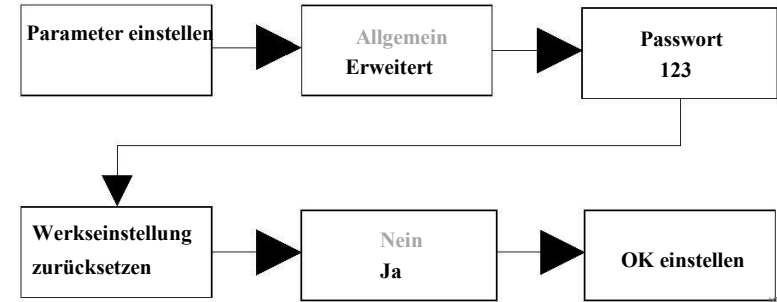 Parameter einstellen
Allgemein
Erweitert
Passwort
123
Werkseinstellung
zurücksetzen
Nein
Ja
OK einstellen